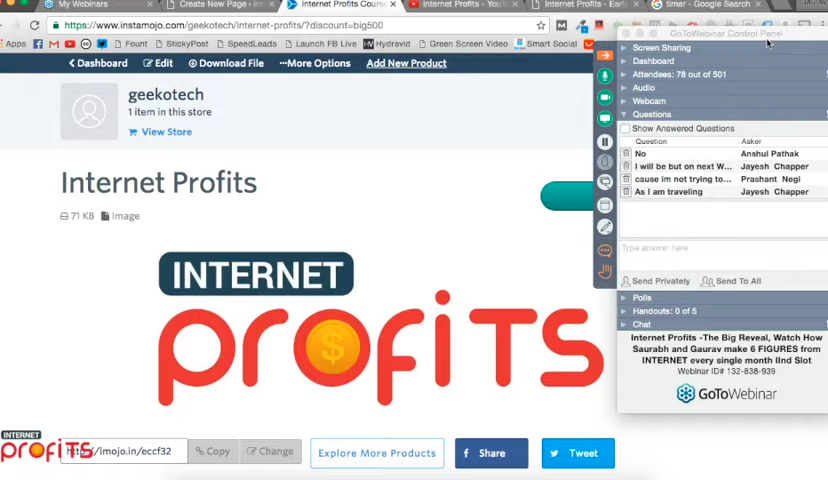 My Webinars
Create New Page - Ins
Internet Profits Cours
Internet Profits - You
Internet Profits - Earn
timer - Google Search
https://www.instamojo.com/geekotech/internet-profits/?discount=big500
Apps
Fount
StickyPost
SpeedLaunch
Launch FB Live
Hydravid
Green Screen Video
Smart Social
GoToWebinar Control Panel
Dashboard
Edit
Download File
More Options
Add New Product
geekotech
1 item in this store
View Store
Internet Profits
71 KB
Image
INTERNET
profiTs
$
Screen Sharing
Dashboard
Attendees: 78 out of 501
Audio
Webcam
Questions
Show Answered Questions
Question Asker
No Anshul Pathak
I will be but on next W... Jayesh Chapper
cause im not trying to... Prashant Negi
As I am traveling Jayesh Chapper
Type answer here
Send Privately Send To All
Polls
Handouts: 0 of 5
Chat
Internet Profits -The Big Reveal, Watch How
Saurabh and Gaurav make 6 FIGURES from
INTERNET every single month IInd Slot
Webinar ID# 132-838-939
GoToWebinar
INTERNET
profiTs
http://imojo.in/eccf32
Copy
Change
Explore More Products
f Share
Tweet